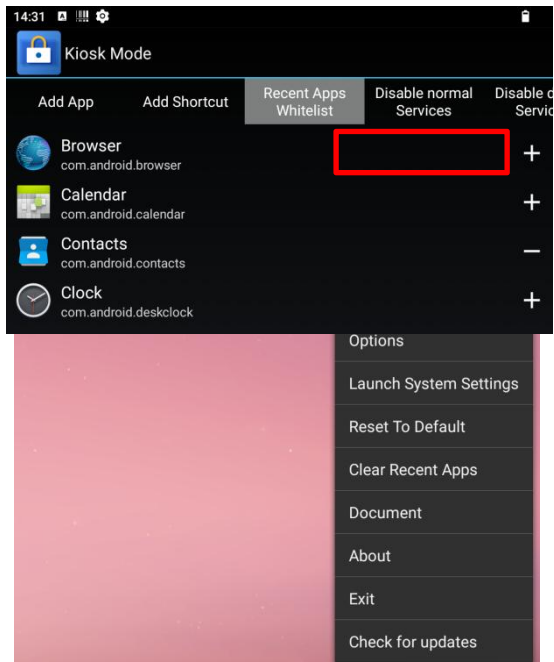 14:31
Kiosk Mode
Add App
Add Shortcut
Recent Apps
Whitelist
Disable normal
Services
Disable d
Servic
Browser
com.android.browser
Calendar
com.android.calendar
Contacts
com.android.contacts
Clock
com.android.deskclock
Options
Launch System Settings
Reset To Default
Clear Recent Apps
Document
About
Exit
Check for updates